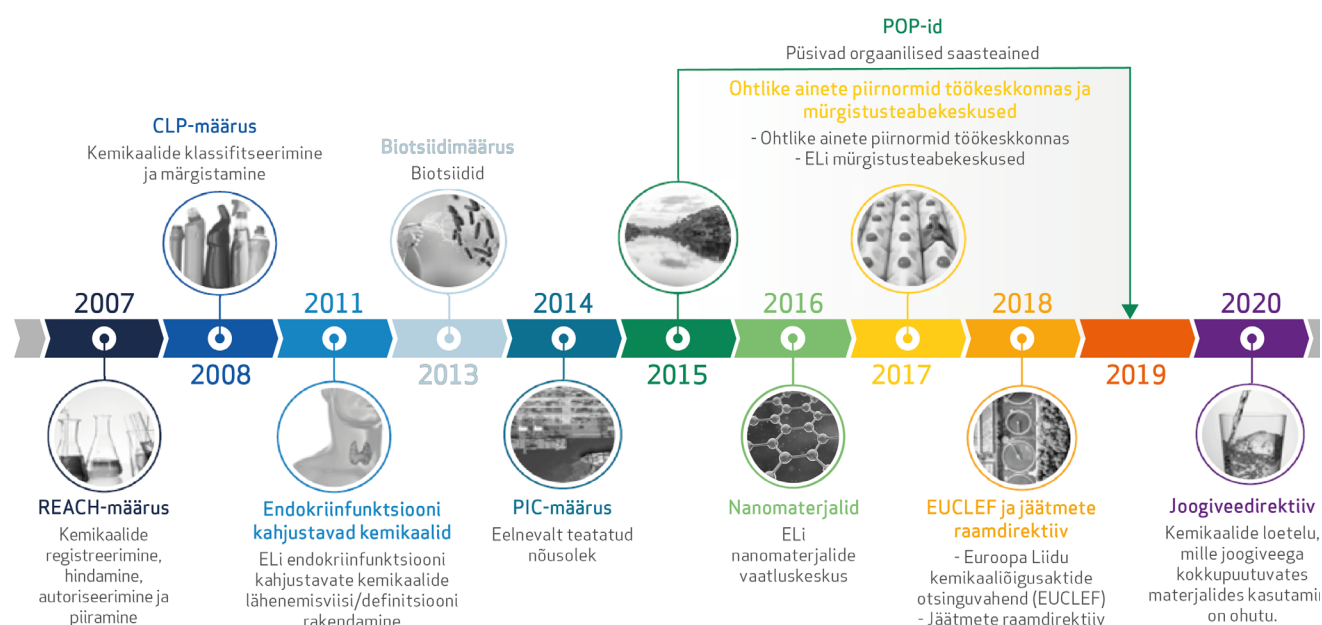 POP-id
Püsivad orgaanilised saasteained
Ohtlike ainete piirnormid töökeskkonnas ja
mürgistusteabekeskused
- Ohtlike ainete piirnormid töökeskkonnas
- ELi mürgistusteabekeskused
CLP-määrus
Kemikaalide klassifitseerimine
ja märgistamine
Biotsiidimäärus
Biotsiidid
2007
2008
2011
2013
2014
2015
2016
2017
2018
2019
2020
REACH-määrus
Kemikaalide
registreerimine,
hindamine,
autoriseerimine ja
piiramine
Endokriinfunktsiooni
kahjustavad kemikaalid
ELi endokriinfunktsiooni
kahjustavate kemikaalide
lähenemisviisi/definitsiooni
rakendamine
PIC-määrus
Eelnevalt teatatud
nõusolek
Nanomaterjalid
ELi
nanomaterjalide
vaatluskeskus
EUCLEF ja jäätmete
raamdirektiiv
- Euroopa Liidu
kemikaaliõigusaktide
otsinguvahend (EUCLEF)
- Jäätmete raamdirektiiv
Joogiveedirektiiv
Kemikaalide loetelu,
mille joogiveega
kokkupuutuvates
materjalides kasutamin
on ohutu.